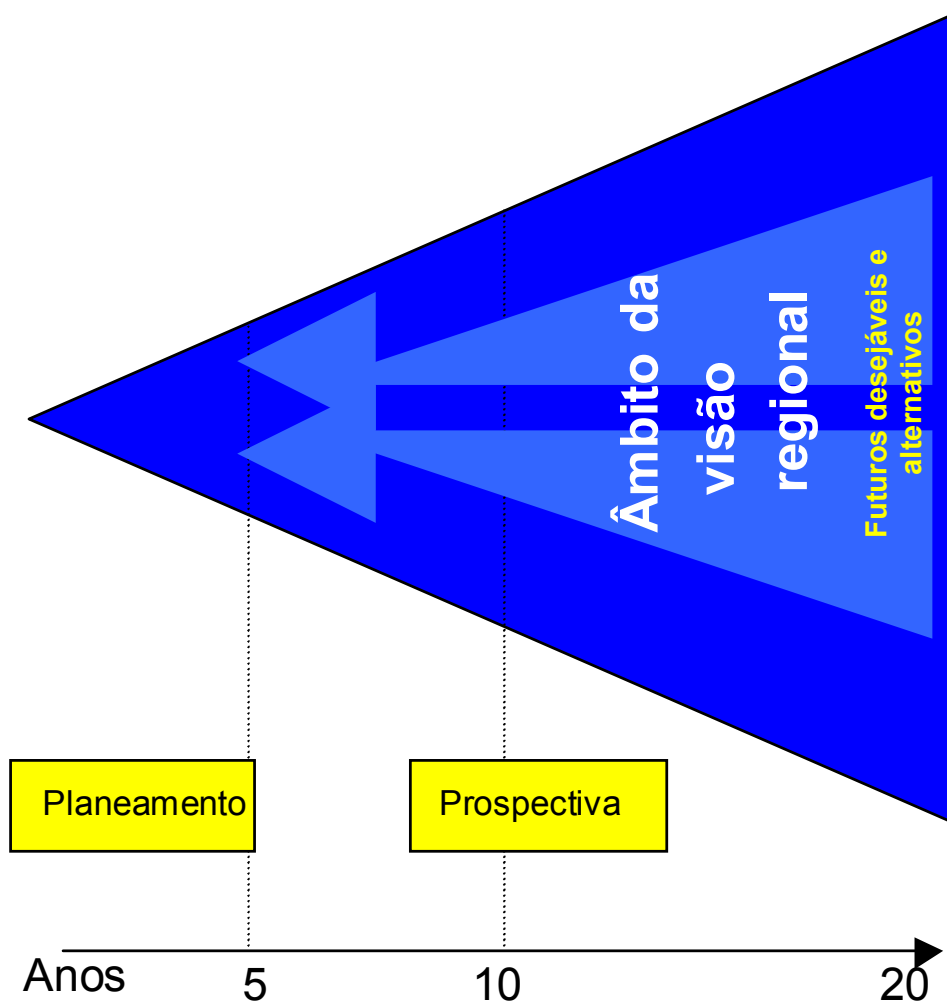 Âmbito da
visão
regional
Futuros desejáveis e
alternativos
Planeamento
Prospectiva
Anos
5
10
20